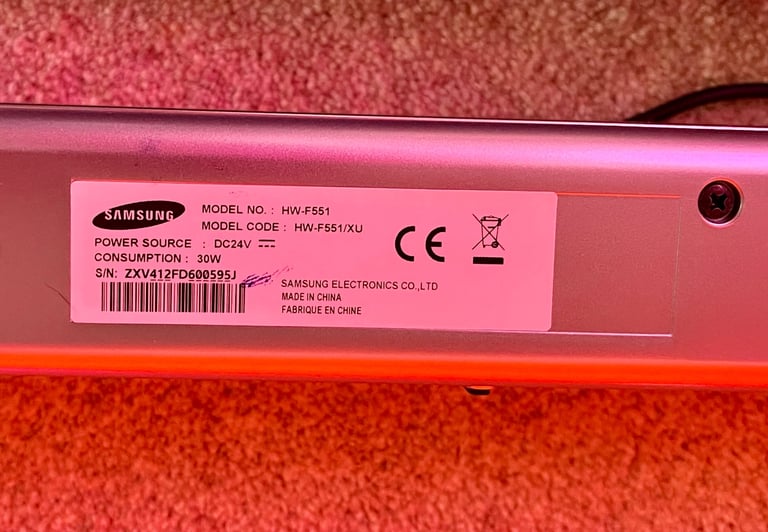 SAMSUNG
MODEL NO. : HW-F551
MODEL CODE : HW-F551/XU
POWER SOURCE : DC24V
CONSUMPTION : 30W
S/N: ZXV412FD600595J
CE
SAMSUNG ELECTRONICS CO.,LTD
MADE IN CHINA
FABRIQUE EN CHINE